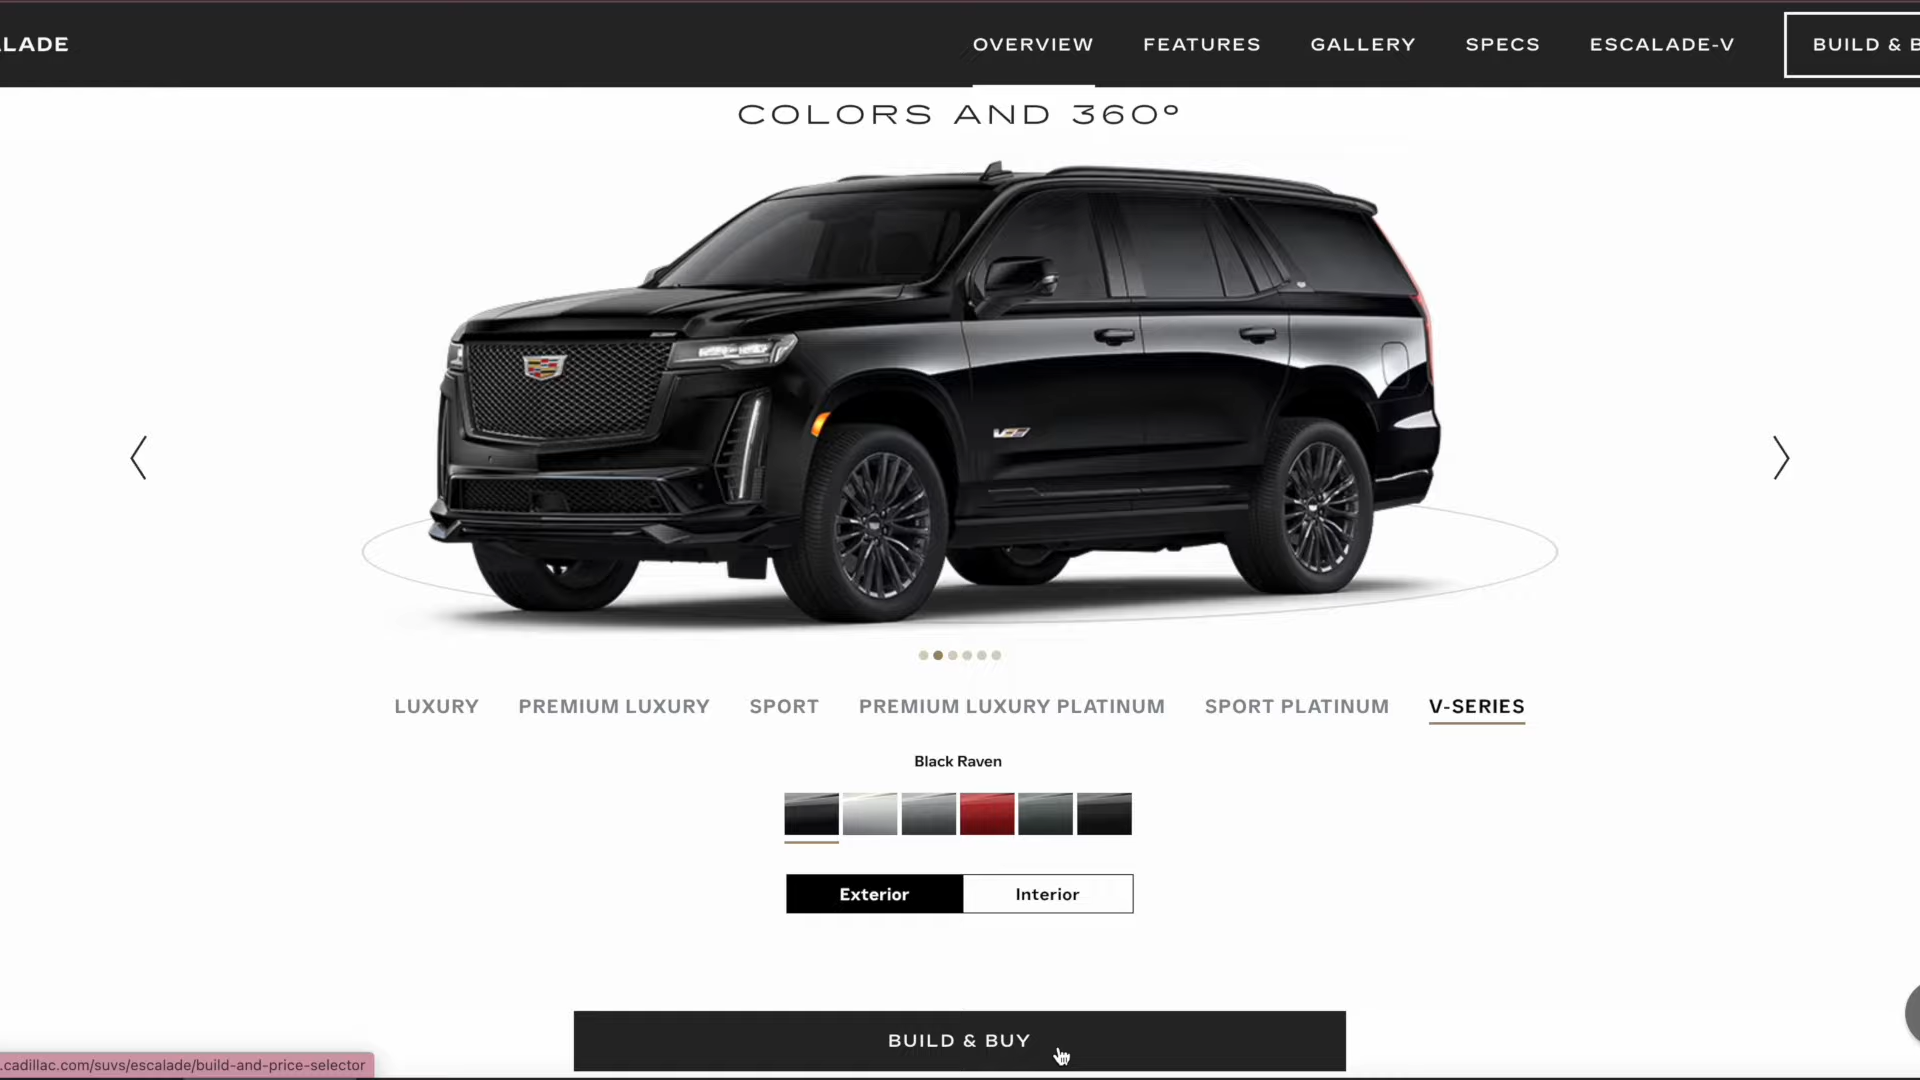 LADE
OVERVIEW FEATURES GALLERY SPECS ESCALADE-V BUILD & B
COLORS AND 360°
LUXURY PREMIUM LUXURY SPORT PREMIUM LUXURY PLATINUM SPORT PLATINUM V-SERIES
Black Raven
Exterior Interior
BUILD & BUY
.cadillac.com/suvs/escalade/build-and-price-selector